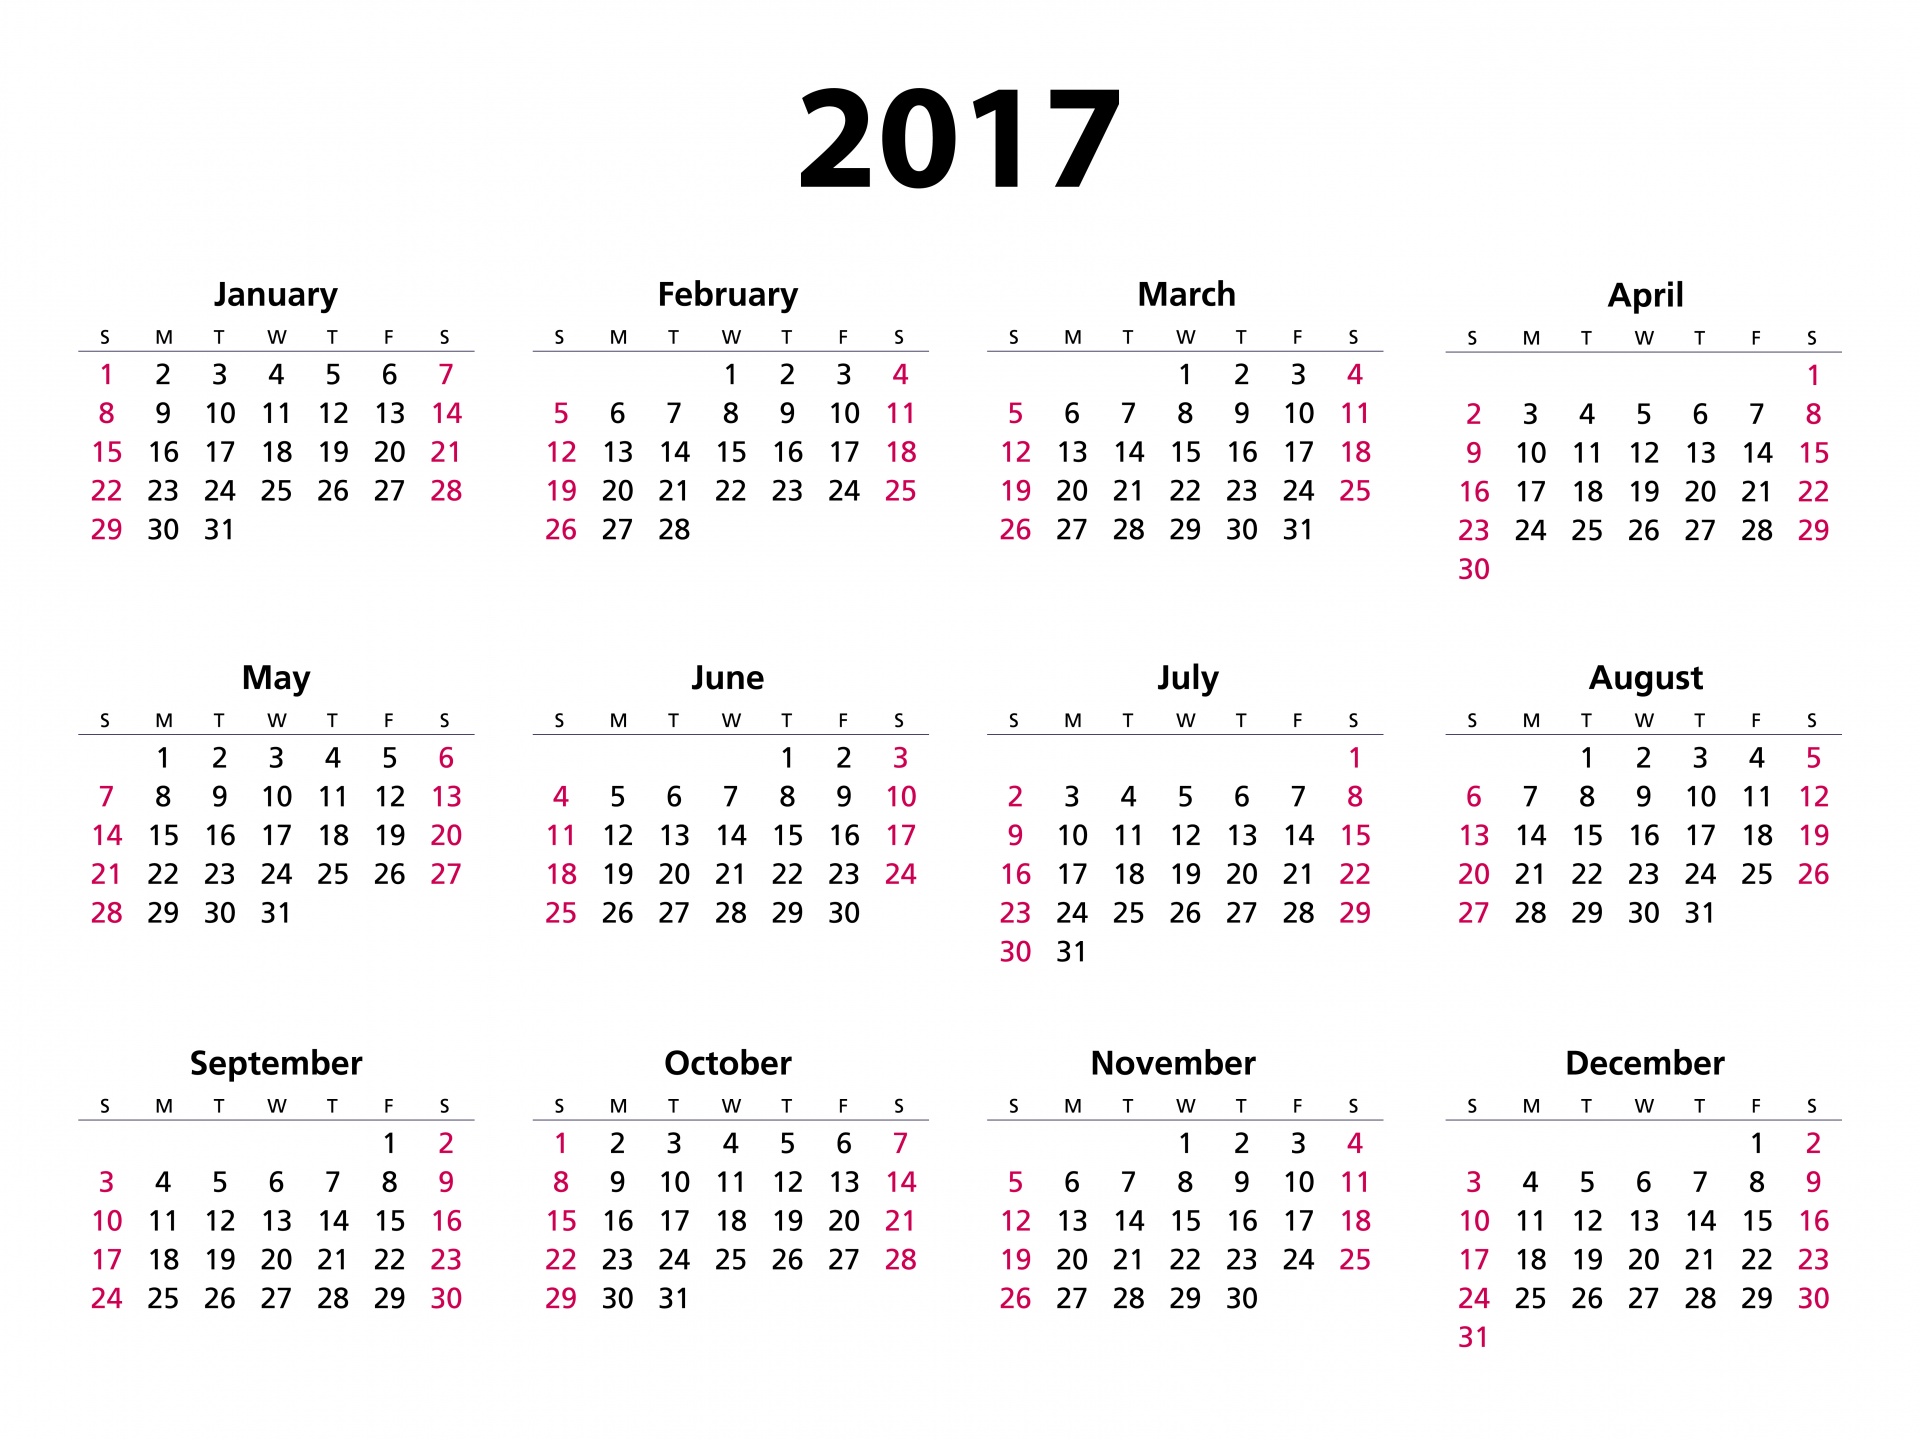 2017
January
S M T W T F S
1 2 3 4 5 6 7
8 9 10 11 12 13 14
15 16 17 18 19 20 21
22 23 24 25 26 27 28
29 30 31
February
S M T W T F S
1 2 3 4
5 6 7 8 9 10 11
12 13 14 15 16 17 18
19 20 21 22 23 24 25
26 27 28
March
S M T W T F S
1 2 3 4
5 6 7 8 9 10 11
12 13 14 15 16 17 18
19 20 21 22 23 24 25
26 27 28 29 30 31
April
S M T W T F S
1
2 3 4 5 6 7 8
9 10 11 12 13 14 15
16 17 18 19 20 21 22
23 24 25 26 27 28 29
30
May
S M T W T F S
1 2 3 4 5 6
7 8 9 10 11 12 13
14 15 16 17 18 19 20
21 22 23 24 25 26 27
28 29 30 31
June
S M T W T F S
1 2 3
4 5 6 7 8 9 10
11 12 13 14 15 16 17
18 19 20 21 22 23 24
25 26 27 28 29 30
July
S M T W T F S
1
2 3 4 5 6 7 8
9 10 11 12 13 14 15
16 17 18 19 20 21 22
23 24 25 26 27 28 29
30 31
August
S M T W T F S
1 2 3 4 5
6 7 8 9 10 11 12
13 14 15 16 17 18 19
20 21 22 23 24 25 26
27 28 29 30 31
September
S M T W T F S
1 2
3 4 5 6 7 8 9
10 11 12 13 14 15 16
17 18 19 20 21 22 23
24 25 26 27 28 29 30
October
S M T W T F S
1 2 3 4 5 6 7
8 9 10 11 12 13 14
15 16 17 18 19 20 21
22 23 24 25 26 27 28
29 30 31
November
S M T W T F S
1 2 3 4
5 6 7 8 9 10 11
12 13 14 15 16 17 18
19 20 21 22 23 24 25
26 27 28 29 30
December
S M T W T F S
1 2
3 4 5 6 7 8 9
10 11 12 13 14 15 16
17 18 19 20 21 22 23
24 25 26 27 28 29 30
31